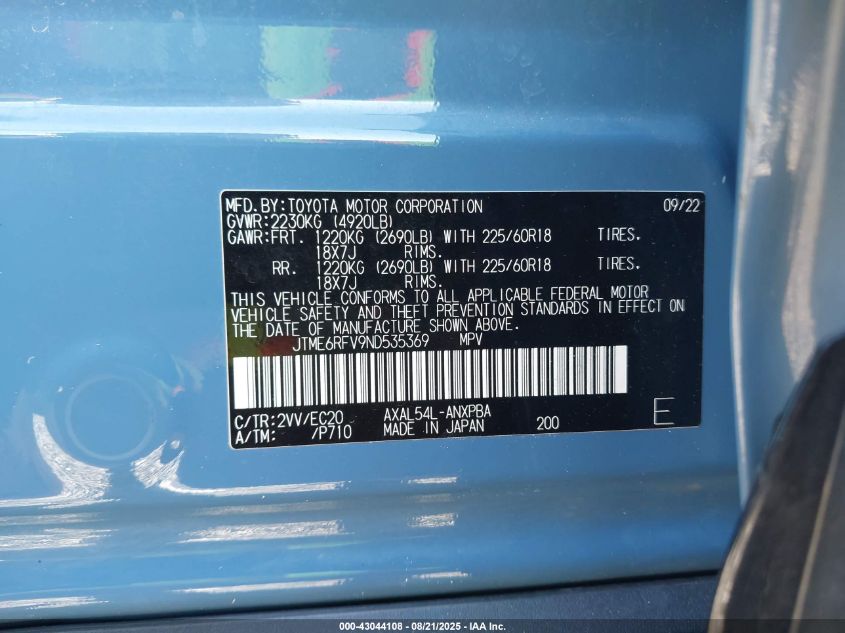 MFD.BY:TOYOTA MOTOR CORPORATION 09/22
GVWR:2230KG (4920LB)
GAWR:FRT. 1220KG (2690LB) WITH 225/60R18 TIRES.
18X7J RIMS.
RR. 1220KG (2690LB) WITH 225/60R18 TIRES.
18X7J RIMS.
THIS VEHICLE CONFORMS TO ALL APPLICABLE FEDERAL MOTOR
VEHICLE SAFETY AND THEFT PREVENTION STANDARDS IN EFFECT ON
THE DATE OF MANUFACTURE SHOWN ABOVE.
JTME6RFV9ND535369 MPV
C/TR:2VV/EC20 AXAL54L-ANXPBA
A/TM: /P710 MADE IN JAPAN 200 E
000-43044108 - 08/21/2025 - IAA Inc.